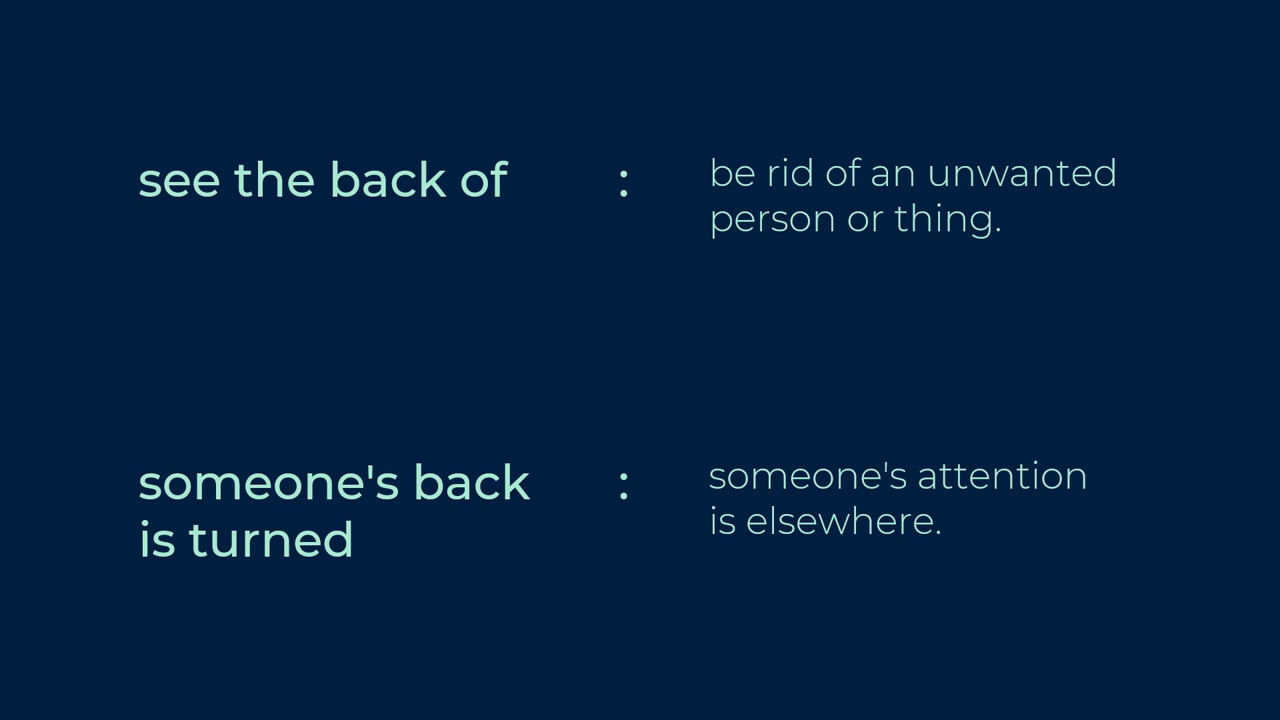 see the back of : be rid of an unwanted
person or thing.
someone's back : someone's attention
is turned is elsewhere.